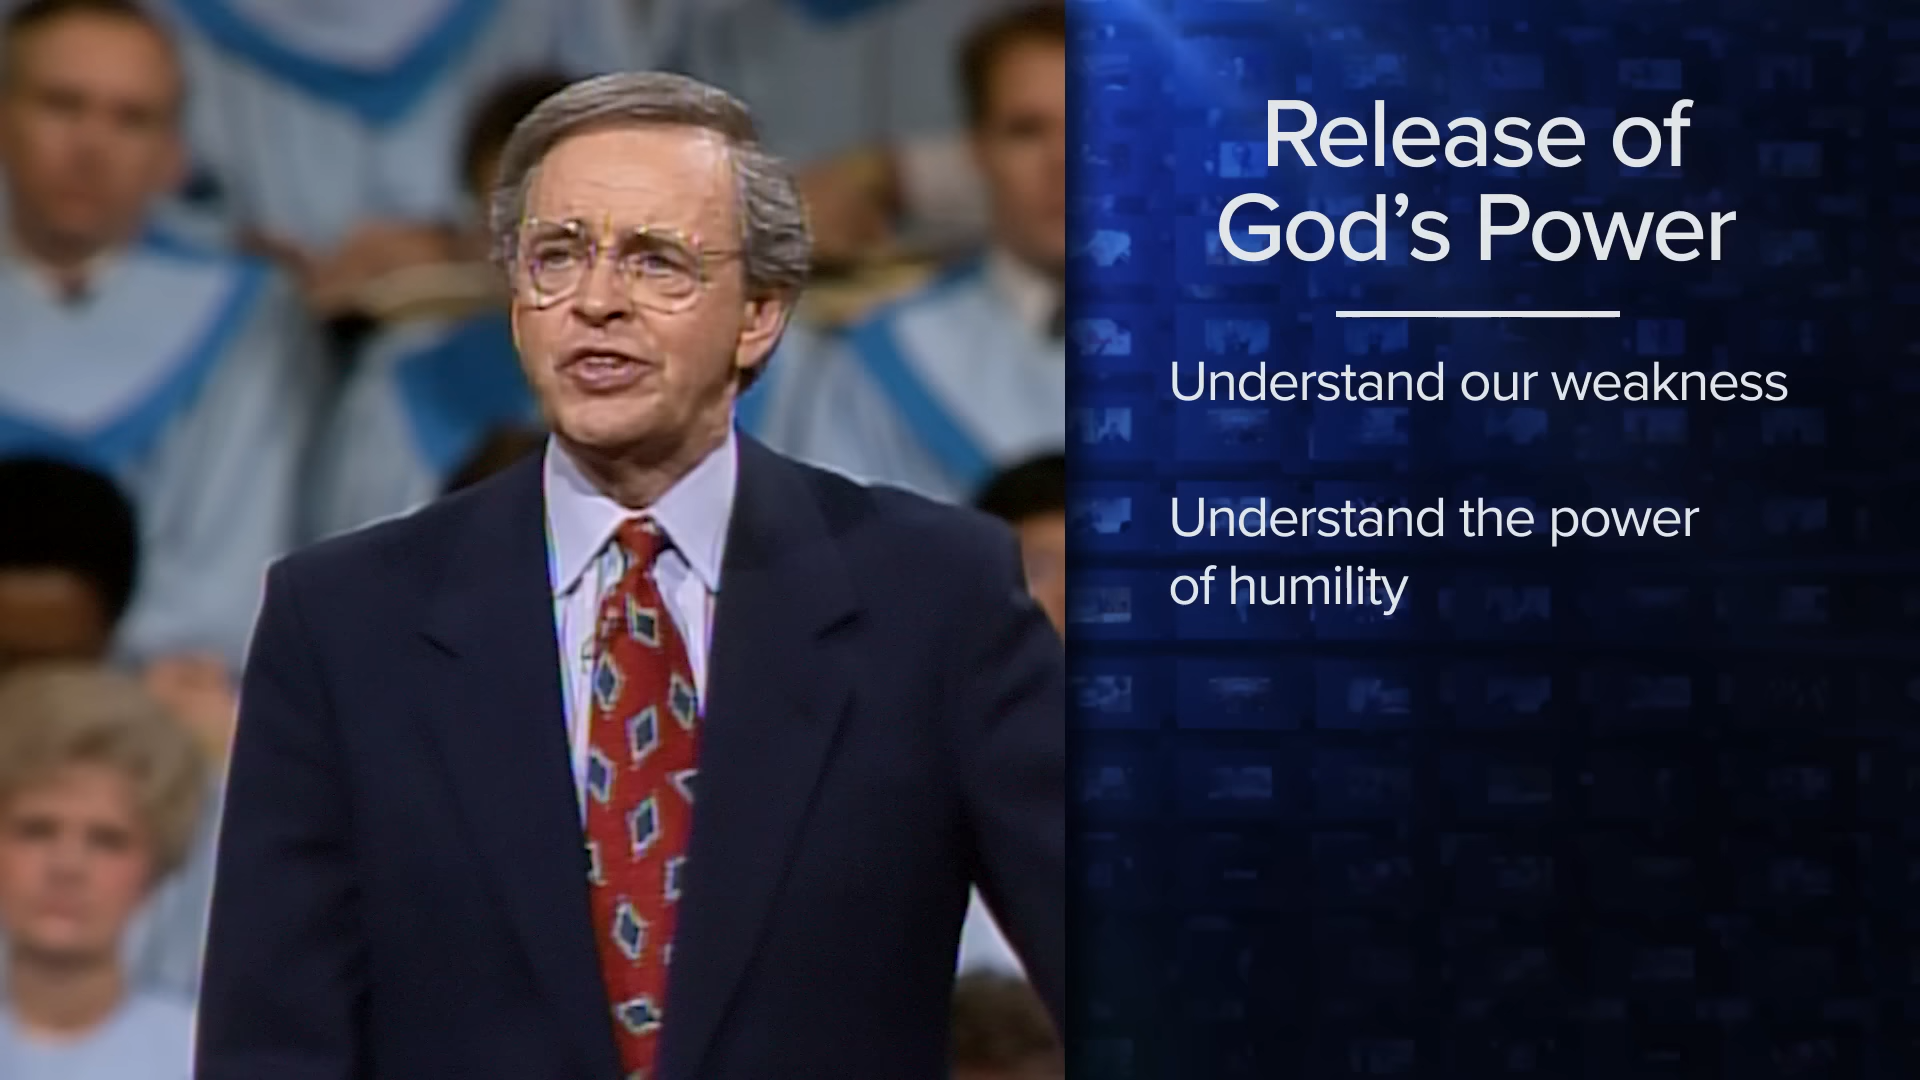 Release of
God’s Power
Understand our weakness
Understand the power
of humility